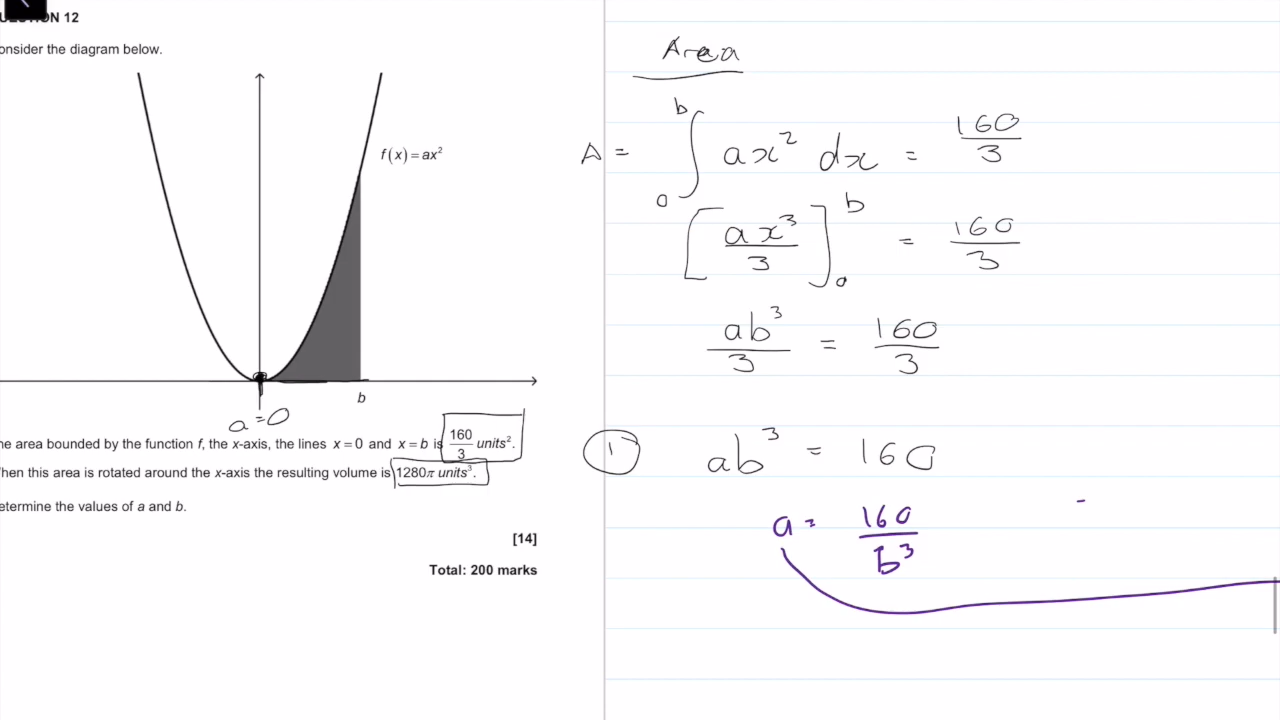 UESTION 12
onsider the diagram below.
f(x) = ax²
b
a = 0
he area bounded by the function f, the x-axis, the lines x = 0 and x = b is 160/3 units².
hen this area is rotated around the x-axis the resulting volume is 1280π units³.
etermine the values of a and b.
[14]
Total: 200 marks
Area
A = ∫₀ᵇ ax² dx = 160/3
[ax³/3]₀ᵇ = 160/3
ab³/3 = 160/3
① ab³ = 160
a = 160/b³